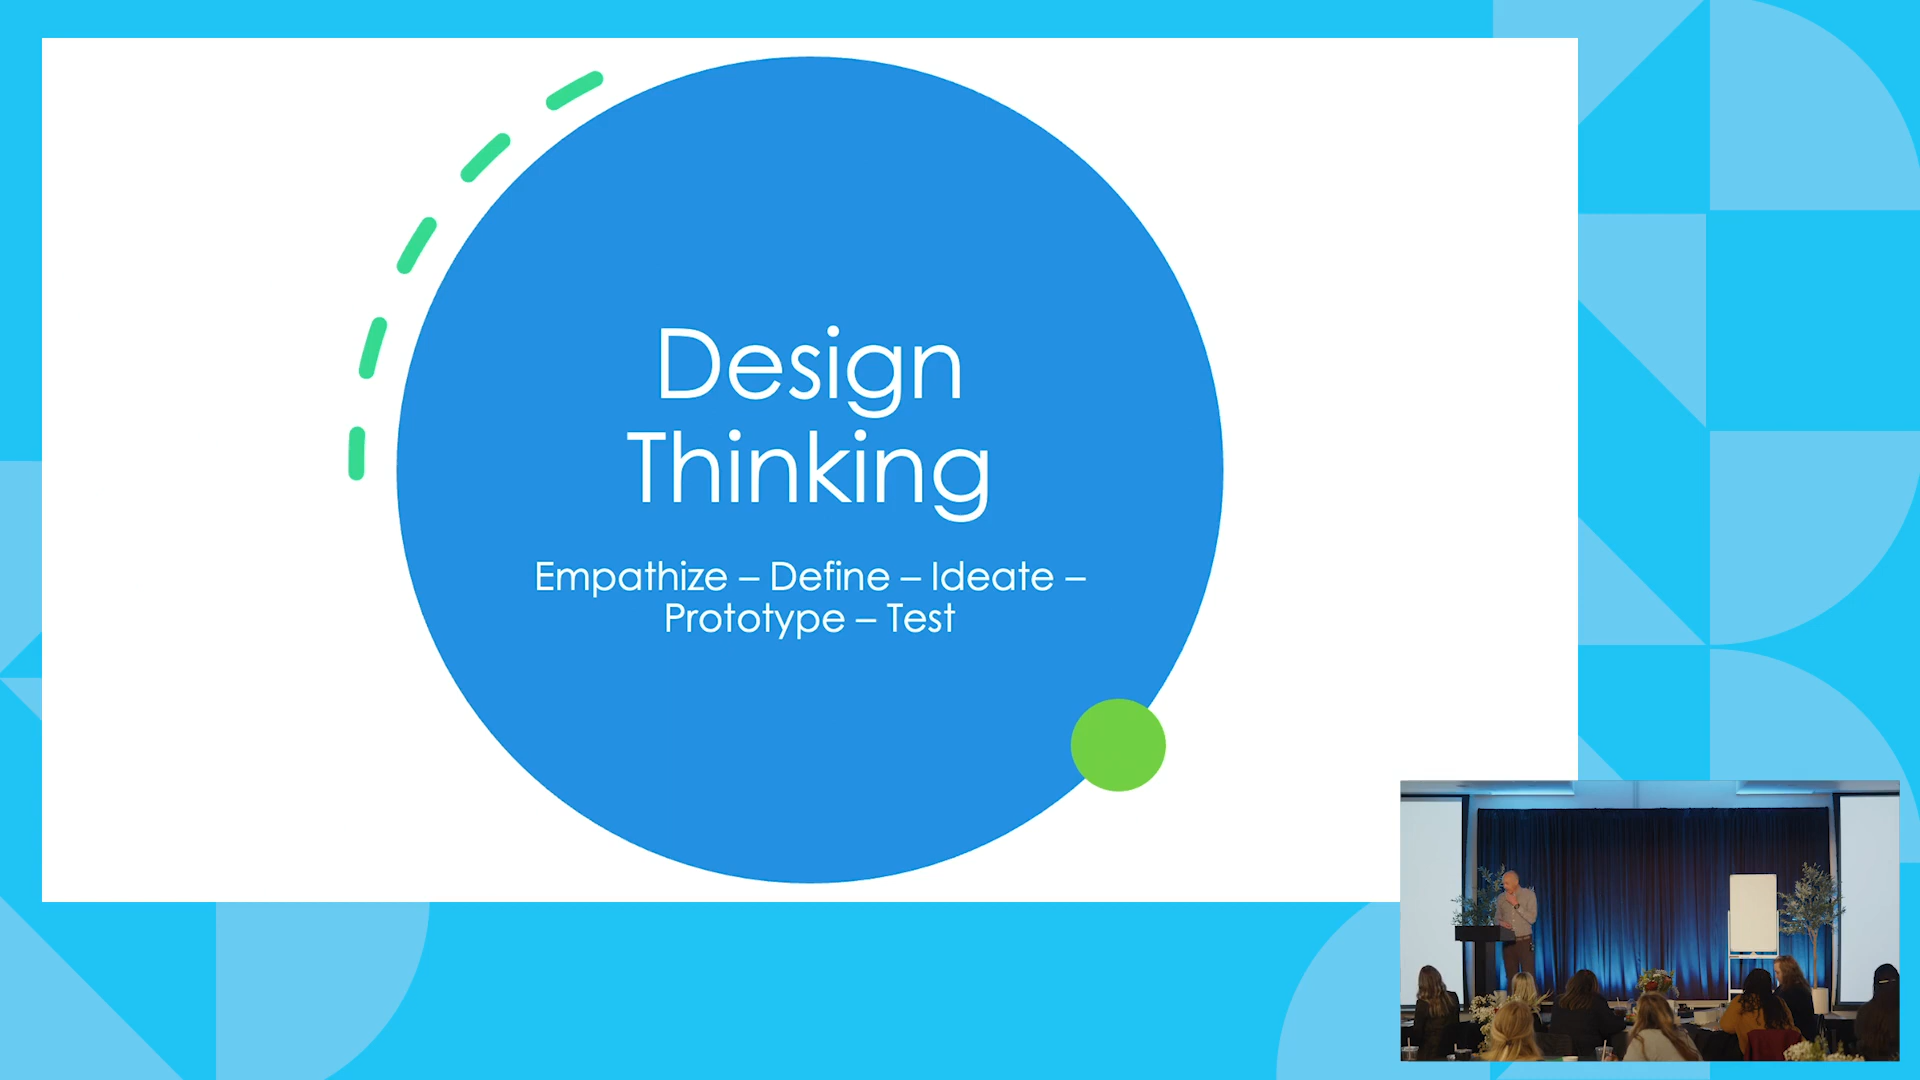 Design
Thinking
Empathize – Define – Ideate –
Prototype – Test